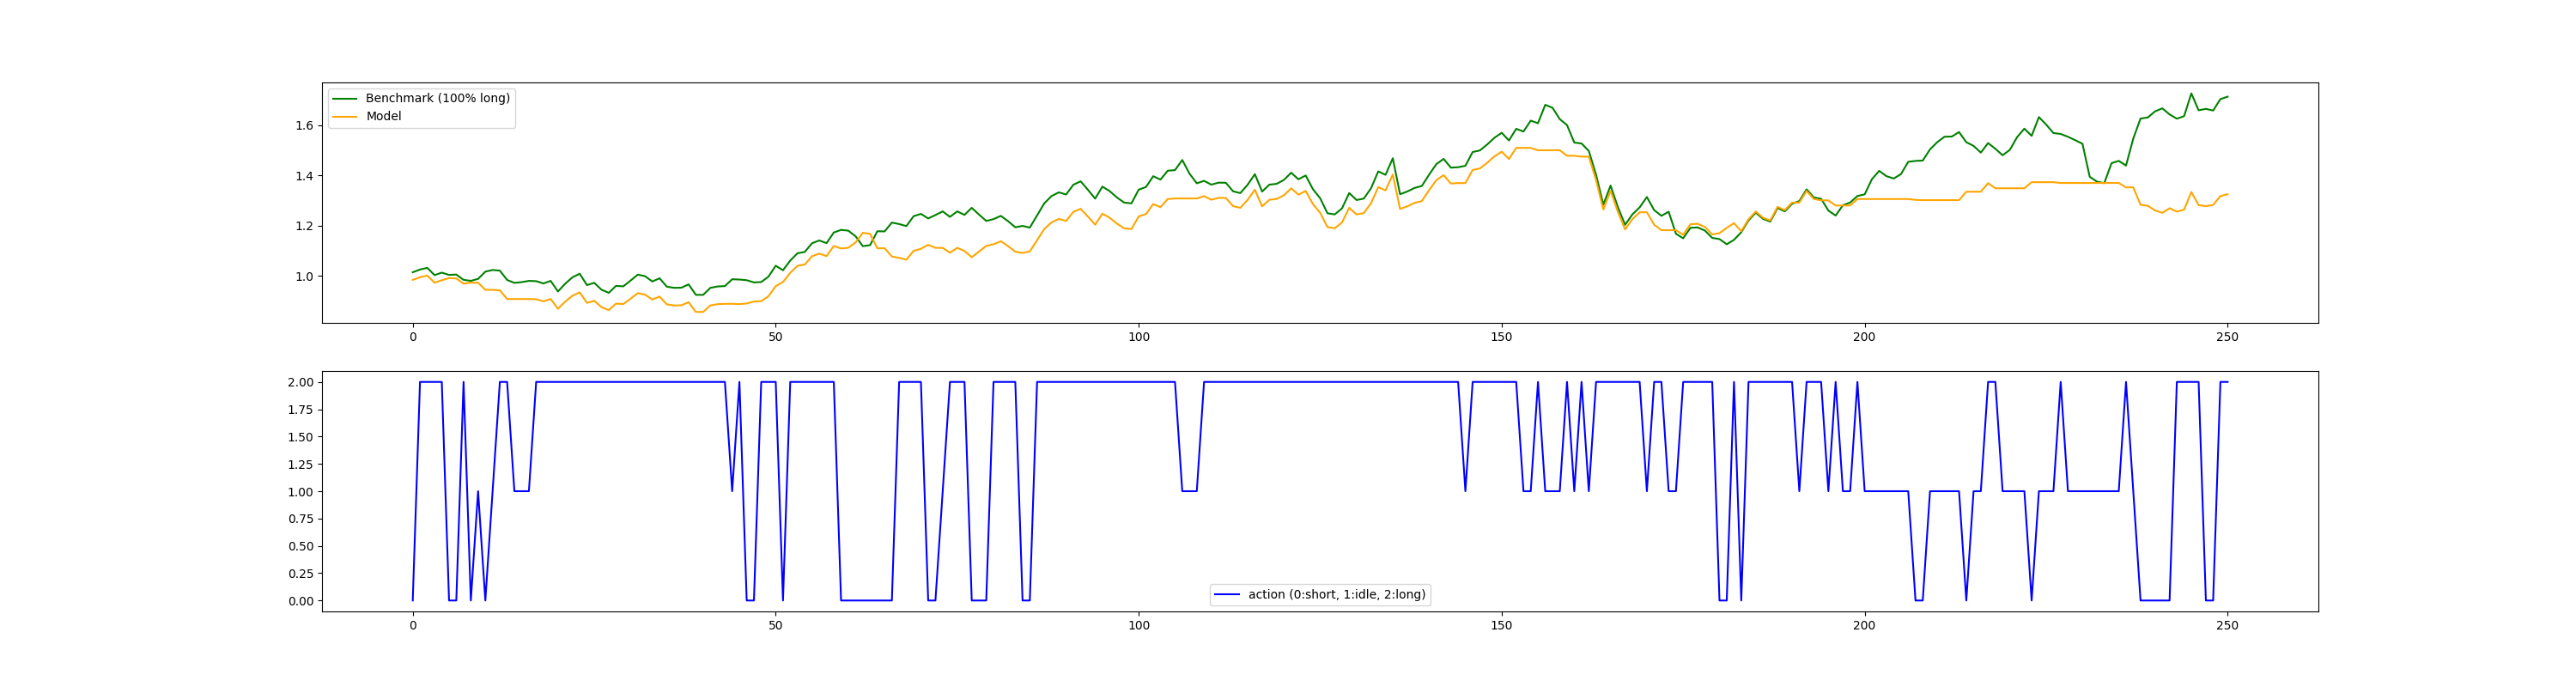 Benchmark (100% long)
Model
1.6
1.4
1.2
1.0
0 50 100 150 200 250
2.00
1.75
1.50
1.25
1.00
0.75
0.50
0.25
0.00
action (0:short, 1:idle, 2:long)
0 50 100 150 200 250